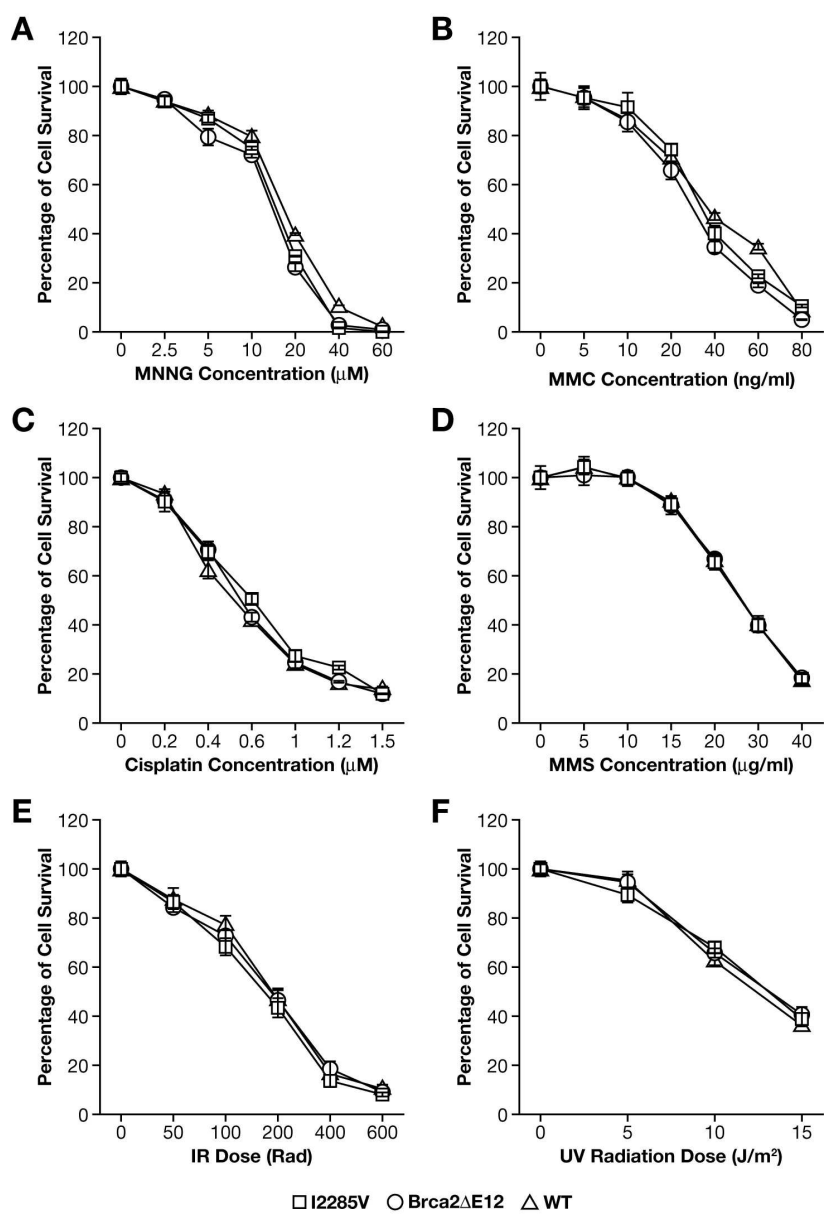 A
Percentage of Cell Survival
120
100
80
60
40
20
0
0 2.5 5 10 20 40 60
MNNG Concentration (μM)
B
Percentage of Cell Survival
120
100
80
60
40
20
0
0 5 10 20 40 60 80
MMC Concentration (ng/ml)
C
Percentage of Cell Survival
120
100
80
60
40
20
0
0 0.2 0.4 0.6 1 1.2 1.5
Cisplatin Concentration (μM)
D
Percentage of Cell Survival
120
100
80
60
40
20
0
0 5 10 15 20 30 40
MMS Concentration (μg/ml)
E
Percentage of Cell Survival
120
100
80
60
40
20
0
0 50 100 200 400 600
IR Dose (Rad)
F
Percentage of Cell Survival
120
100
80
60
40
20
0
0 5 10 15
UV Radiation Dose (J/m²)
I2285V Brca2ΔE12 WT